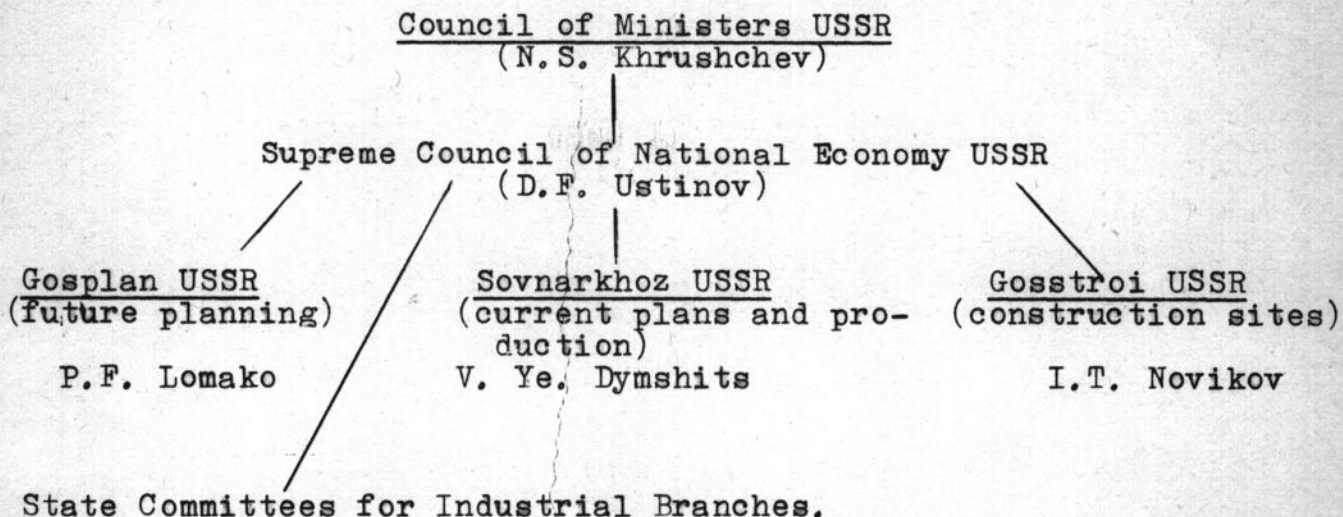 Council of Ministers USSR
(N.S. Khrushchev)
Supreme Council of National Economy USSR
(D.F. Ustinov)
Gosplan USSR
(future planning)
P.F. Lomako
Sovnarkhoz USSR
(current plans and pro-
duction)
V. Ye. Dymshits
Gosstroi USSR
(construction sites)
I.T. Novikov
State Committees for Industrial Branches.